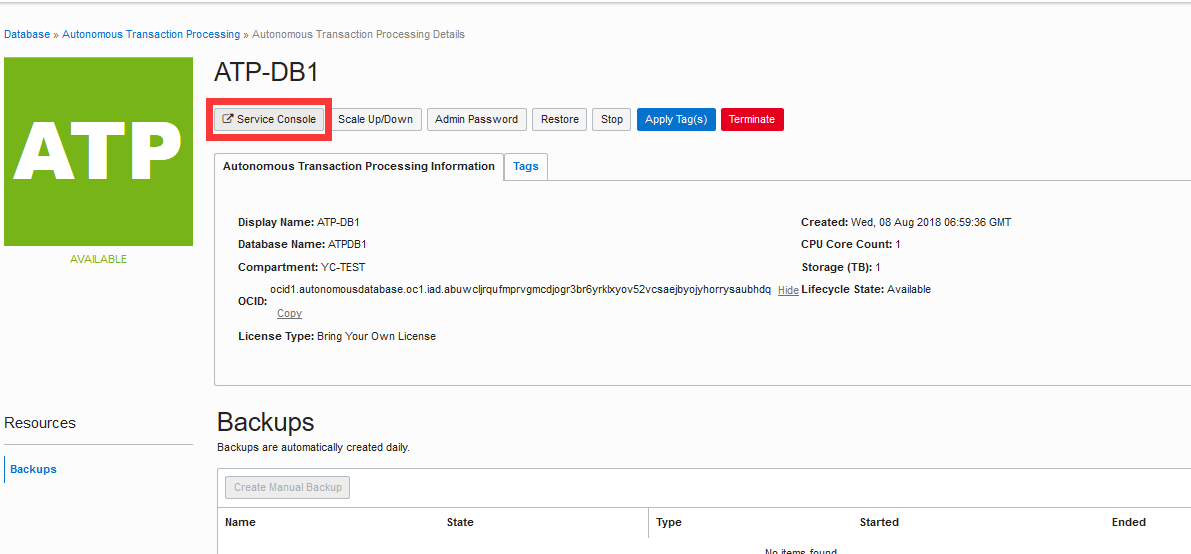 Database » Autonomous Transaction Processing » Autonomous Transaction Processing Details
ATP
AVAILABLE
ATP-DB1
Service Console Scale Up/Down Admin Password Restore Stop Apply Tag(s) Terminate
Autonomous Transaction Processing Information Tags
Display Name: ATP-DB1
Database Name: ATPDB1
Compartment: YC-TEST
OCID: ocid1.autonomousdatabase.oc1.iad.abuwcljrqufmprvgmcdjogr3br6yrklxyov52vcsaejbyojyhorrysaubhdq Hide
Copy
License Type: Bring Your Own License
Created: Wed, 08 Aug 2018 06:59:36 GMT
CPU Core Count: 1
Storage (TB): 1
Lifecycle State: Available
Resources
Backups
Backups
Backups are automatically created daily.
Create Manual Backup
Name State Type Started Ended
No items found